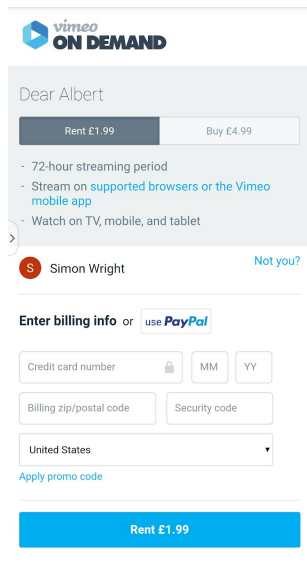 vimeo
ON DEMAND
Dear Albert
Rent £1.99
Buy £4.99
- 72-hour streaming period
- Stream on supported browsers or the Vimeo
mobile app
- Watch on TV, mobile, and tablet
S Simon Wright
Not you?
Enter billing info or use PayPal
Credit card number
MM
YY
Billing zip/postal code
Security code
United States
Apply promo code
Rent £1.99